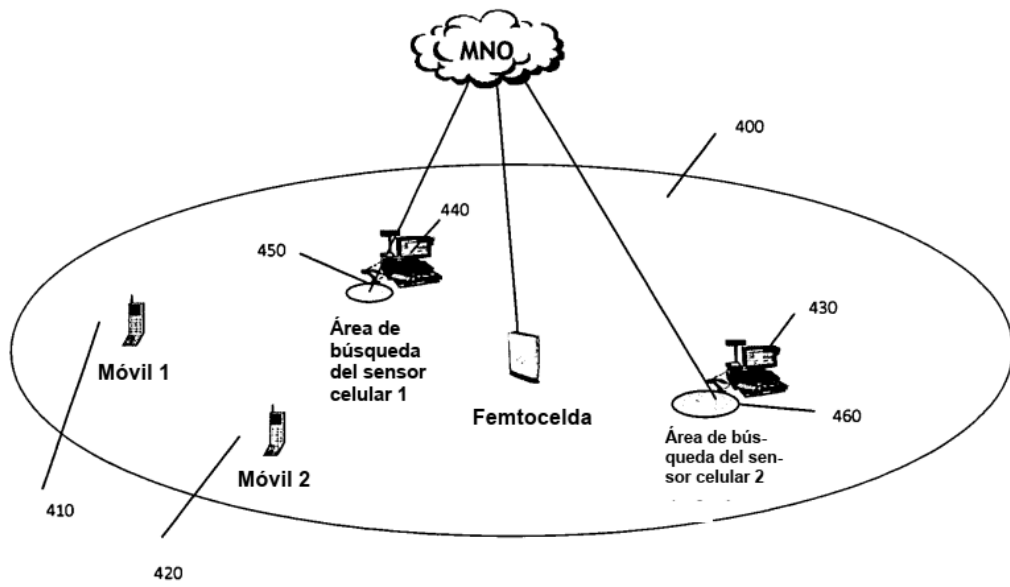 MNO
400
440
450
430
Área de
búsqueda
del sensor
celular 1
Móvil 1
Femtocelda
460
Área de bús-
queda del sen-
sor celular 2
Móvil 2
410
420